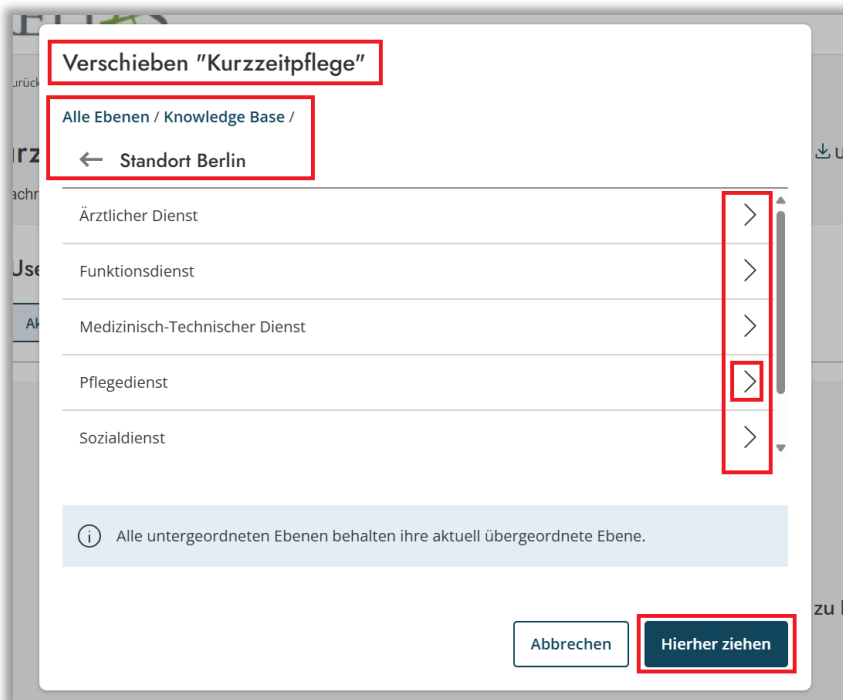 Verschieben "Kurzzeitpflege"
Alle Ebenen / Knowledge Base /
Standort Berlin
Ärztlicher Dienst
Funktionsdienst
Medizinisch-Technischer Dienst
Pflegedienst
Sozialdienst
Alle untergeordneten Ebenen behalten ihre aktuell übergeordnete Ebene.
zu
Abbrechen
Hierher ziehen